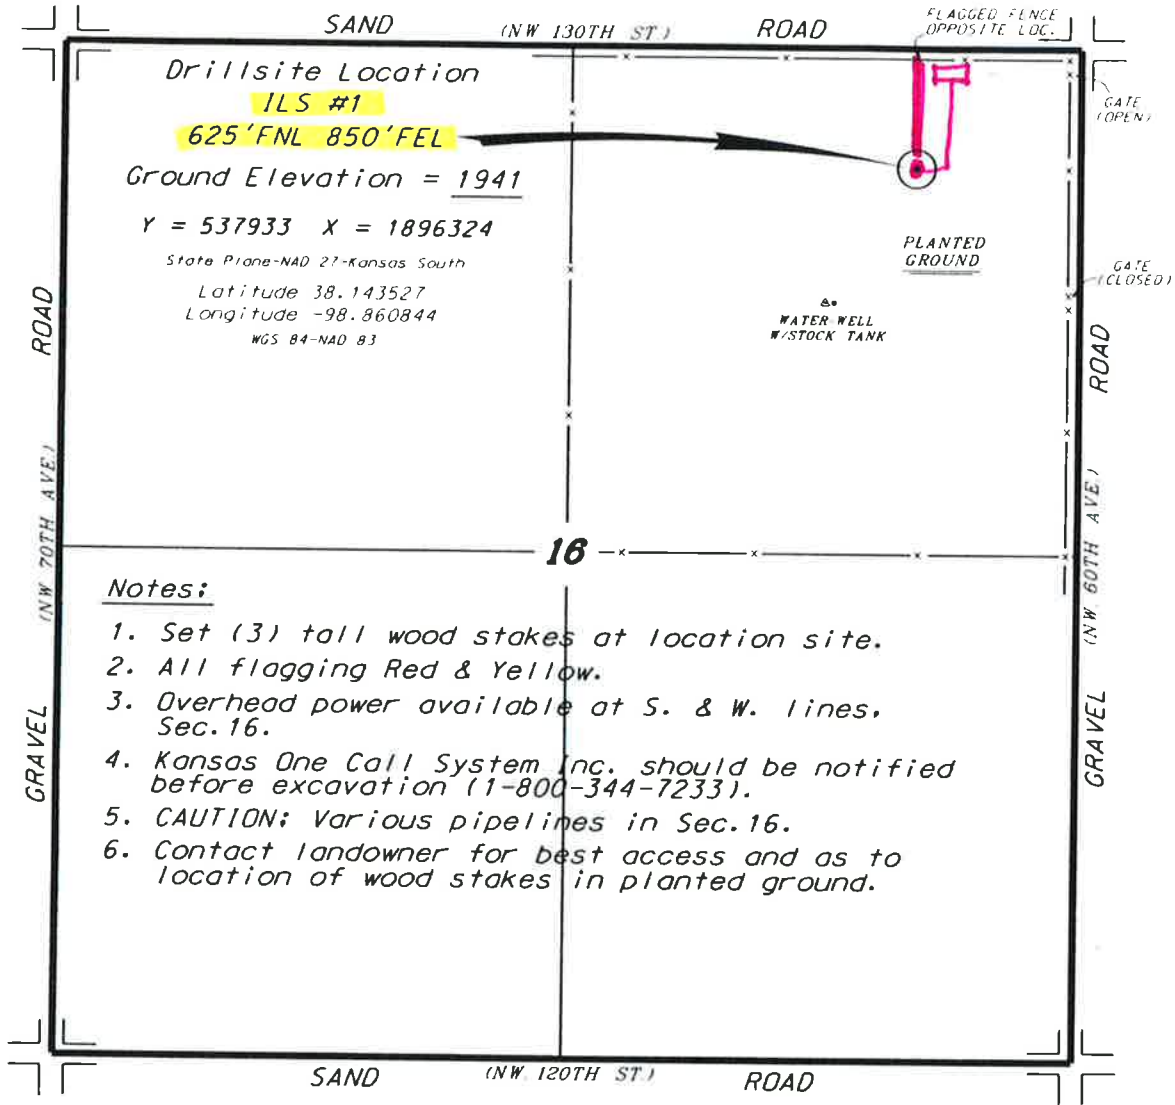 SAND (NW 130TH ST.) ROAD
FLAGGED FENCE
OPPOSITE LOC.
Drillsite Location
ILS #1
625'FNL 850'FEL
Ground Elevation = 1941
Y = 537933 X = 1896324
State Plane-NAD 27-Kansas South
Latitude 38.143527
Longitude -98.860844
WGS 84-NAD 83
GATE
(OPEN)
PLANTED
GROUND
GATE
(CLOSED)
WATER WELL
W/STOCK TANK
GRAVEL (NW 70TH AVE.) ROAD
GRAVEL (NW 60TH AVE.) ROAD
16
Notes:
1. Set (3) tall wood stakes at location site.
2. All flagging Red & Yellow.
3. Overhead power available at S. & W. lines,
Sec. 16.
4. Kansas One Call System Inc. should be notified
before excavation (1-800-344-7233).
5. CAUTION: Various pipelines in Sec. 16.
6. Contact landowner for best access and as to
location of wood stakes in planted ground.
SAND (NW 120TH ST.) ROAD